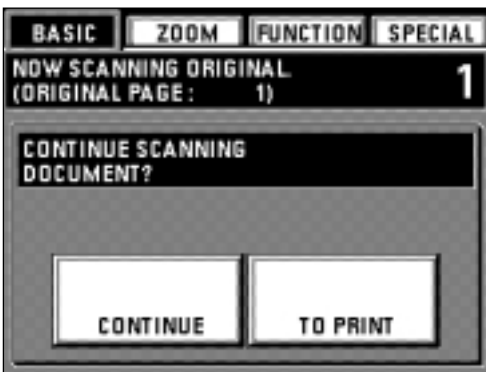 BASIC ZOOM FUNCTION SPECIAL
NOW SCANNING ORIGINAL.
(ORIGINAL PAGE: 1)
1
CONTINUE SCANNING
DOCUMENT?
CONTINUE TO PRINT